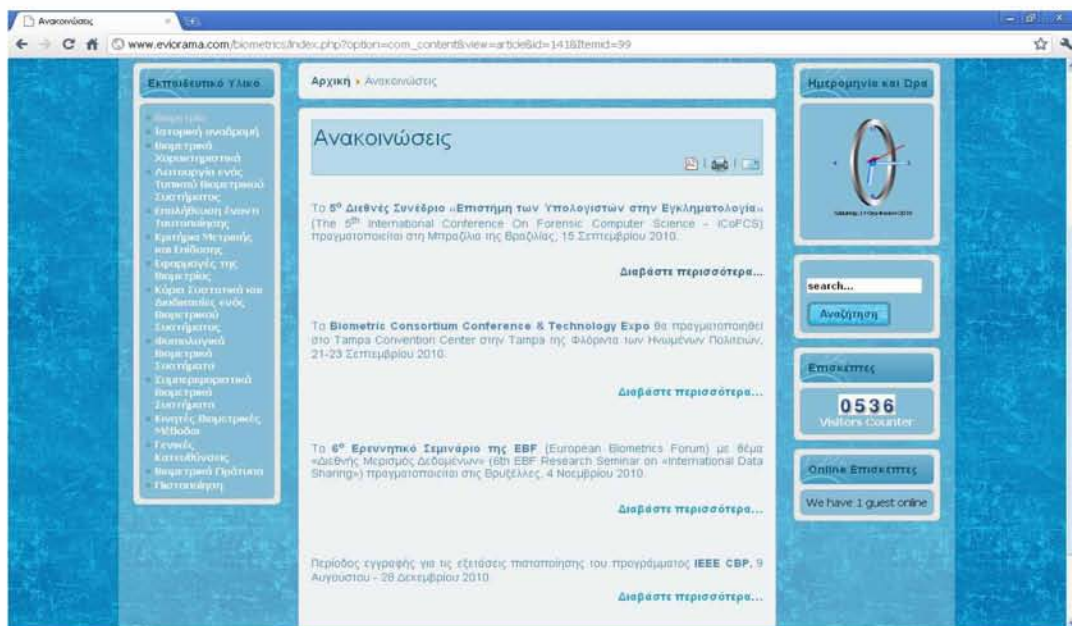 Ανακοινώσεις
www.eviorama.com/biometrics/index.php?option=com_content&view=article&id=141&Itemid=99
Εκπαιδευτικό Υλικό
Βιομετρία
Ιστορική αναδρομή
Βιομετρικά
Χαρακτηριστικά
Λειτουργία ενός
Τυπικού Βιομετρικού
Συστήματος
Επαλήθευση έναντι
Ταυτοποίησης
Κριτήρια Μετρικής
και Επίδοσης
Εφαρμογές της
Βιομετρίας
Κύρια Συστατικά και
Διαδικασίες ενός
Βιομετρικού
Συστήματος
Φυσιολογικά
Βιομετρικά
Συστήματα
Συμπεριφοριστικά
Βιομετρικά
Συστήματα
Κινητές Βιομετρικές
Μέθοδοι
Γενικές
Κατευθύνσεις
Βιομετρικά Πρότυπα
Πιστοποίηση
Αρχική Ανακοινώσεις
Ανακοινώσεις
Το 5ο Διεθνές Συνέδριο «Επιστήμη των Υπολογιστών στην Εγκληματολογία»
(The 5th International Conference On Forensic Computer Science - ICoFCS)
πραγματοποιείται στη Μπραζίλια της Βραζιλίας, 15 Σεπτεμβρίου 2010.
Διαβάστε περισσότερα...
Το Biometric Consortium Conference & Technology Expo θα πραγματοποιηθεί
στο Tampa Convention Center στην Tampa της Φλόριντα των Ηνωμένων Πολιτειών,
21-23 Σεπτεμβρίου 2010.
Διαβάστε περισσότερα...
Το 6ο Ερευνητικό Σεμινάριο της EBF (European Biometrics Forum) με θέμα
«Διεθνής Μερισμός Δεδομένων» (6th EBF Research Seminar on «International Data
Sharing») πραγματοποιείται στις Βρυξέλλες, 4 Νοεμβρίου 2010.
Διαβάστε περισσότερα...
Περίοδος εγγραφής για τις εξετάσεις πιστοποίησης του προγράμματος IEEE CBP, 9
Αυγούστου - 28 Δεκεμβρίου 2010.
Διαβάστε περισσότερα...
Ημερομηνία και Ώρα
search...
Αναζήτηση
Επισκέπτες
0536
Visitors Counter
Online Επισκέπτες
We have 1 guest online